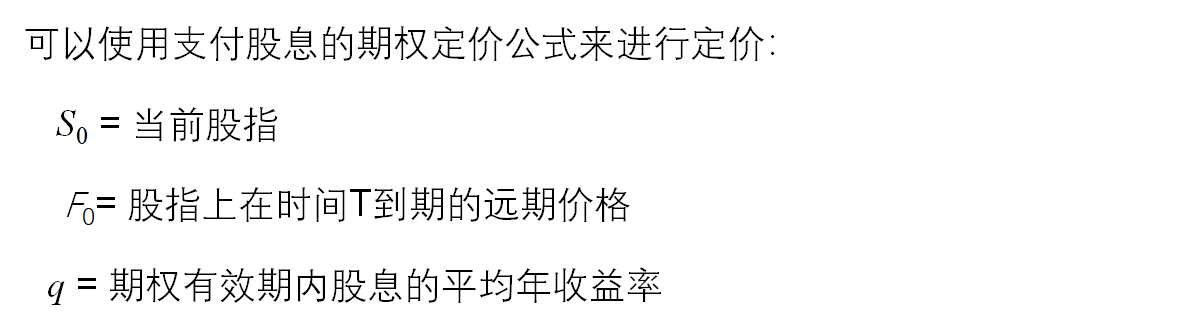 可以使用支付股息的期权定价公式来进行定价:
S₀ = 当前股指
F₀= 股指上在时间T到期的远期价格
q = 期权有效期内股息的平均年收益率